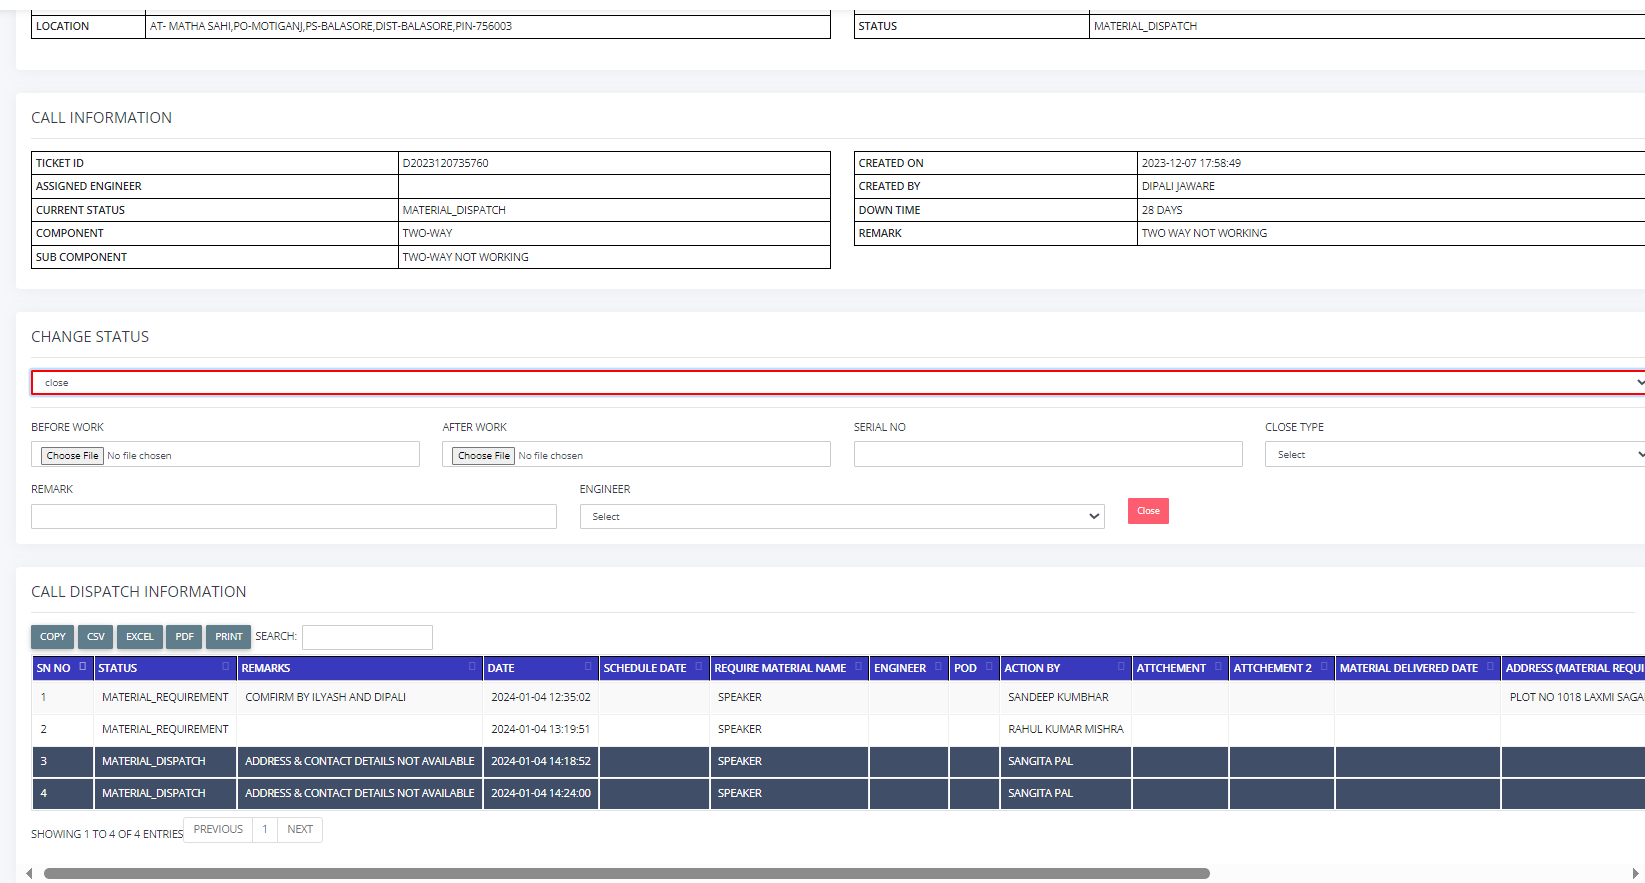 LOCATION AT- MATHA SAHI,PO-MOTIGANJ,PS-BALASORE,DIST-BALASORE,PIN-756003 STATUS MATERIAL_DISPATCH
CALL INFORMATION
TICKET ID D2023120735760 CREATED ON 2023-12-07 17:58:49
ASSIGNED ENGINEER CREATED BY DIPALI JAWARE
CURRENT STATUS MATERIAL_DISPATCH DOWN TIME 28 DAYS
COMPONENT TWO-WAY REMARK TWO WAY NOT WORKING
SUB COMPONENT TWO-WAY NOT WORKING
CHANGE STATUS
close
BEFORE WORK AFTER WORK SERIAL NO CLOSE TYPE
Choose File No file chosen Choose File No file chosen Select
REMARK ENGINEER
Select Close
CALL DISPATCH INFORMATION
COPY CSV EXCEL PDF PRINT SEARCH:
SN NO STATUS REMARKS DATE SCHEDULE DATE REQUIRE MATERIAL NAME ENGINEER POD ACTION BY ATTCHEMENT ATTCHEMENT 2 MATERIAL DELIVERED DATE ADDRESS (MATERIAL REQUI
1 MATERIAL_REQUIREMENT COMFIRM BY ILYASH AND DIPALI 2024-01-04 12:35:02 SPEAKER SANDEEP KUMBHAR PLOT NO 1018 LAXMI SAGA
2 MATERIAL_REQUIREMENT 2024-01-04 13:19:51 SPEAKER RAHUL KUMAR MISHRA
3 MATERIAL_DISPATCH ADDRESS & CONTACT DETAILS NOT AVAILABLE 2024-01-04 14:18:52 SPEAKER SANGITA PAL
4 MATERIAL_DISPATCH ADDRESS & CONTACT DETAILS NOT AVAILABLE 2024-01-04 14:24:00 SPEAKER SANGITA PAL
SHOWING 1 TO 4 OF 4 ENTRIES PREVIOUS 1 NEXT